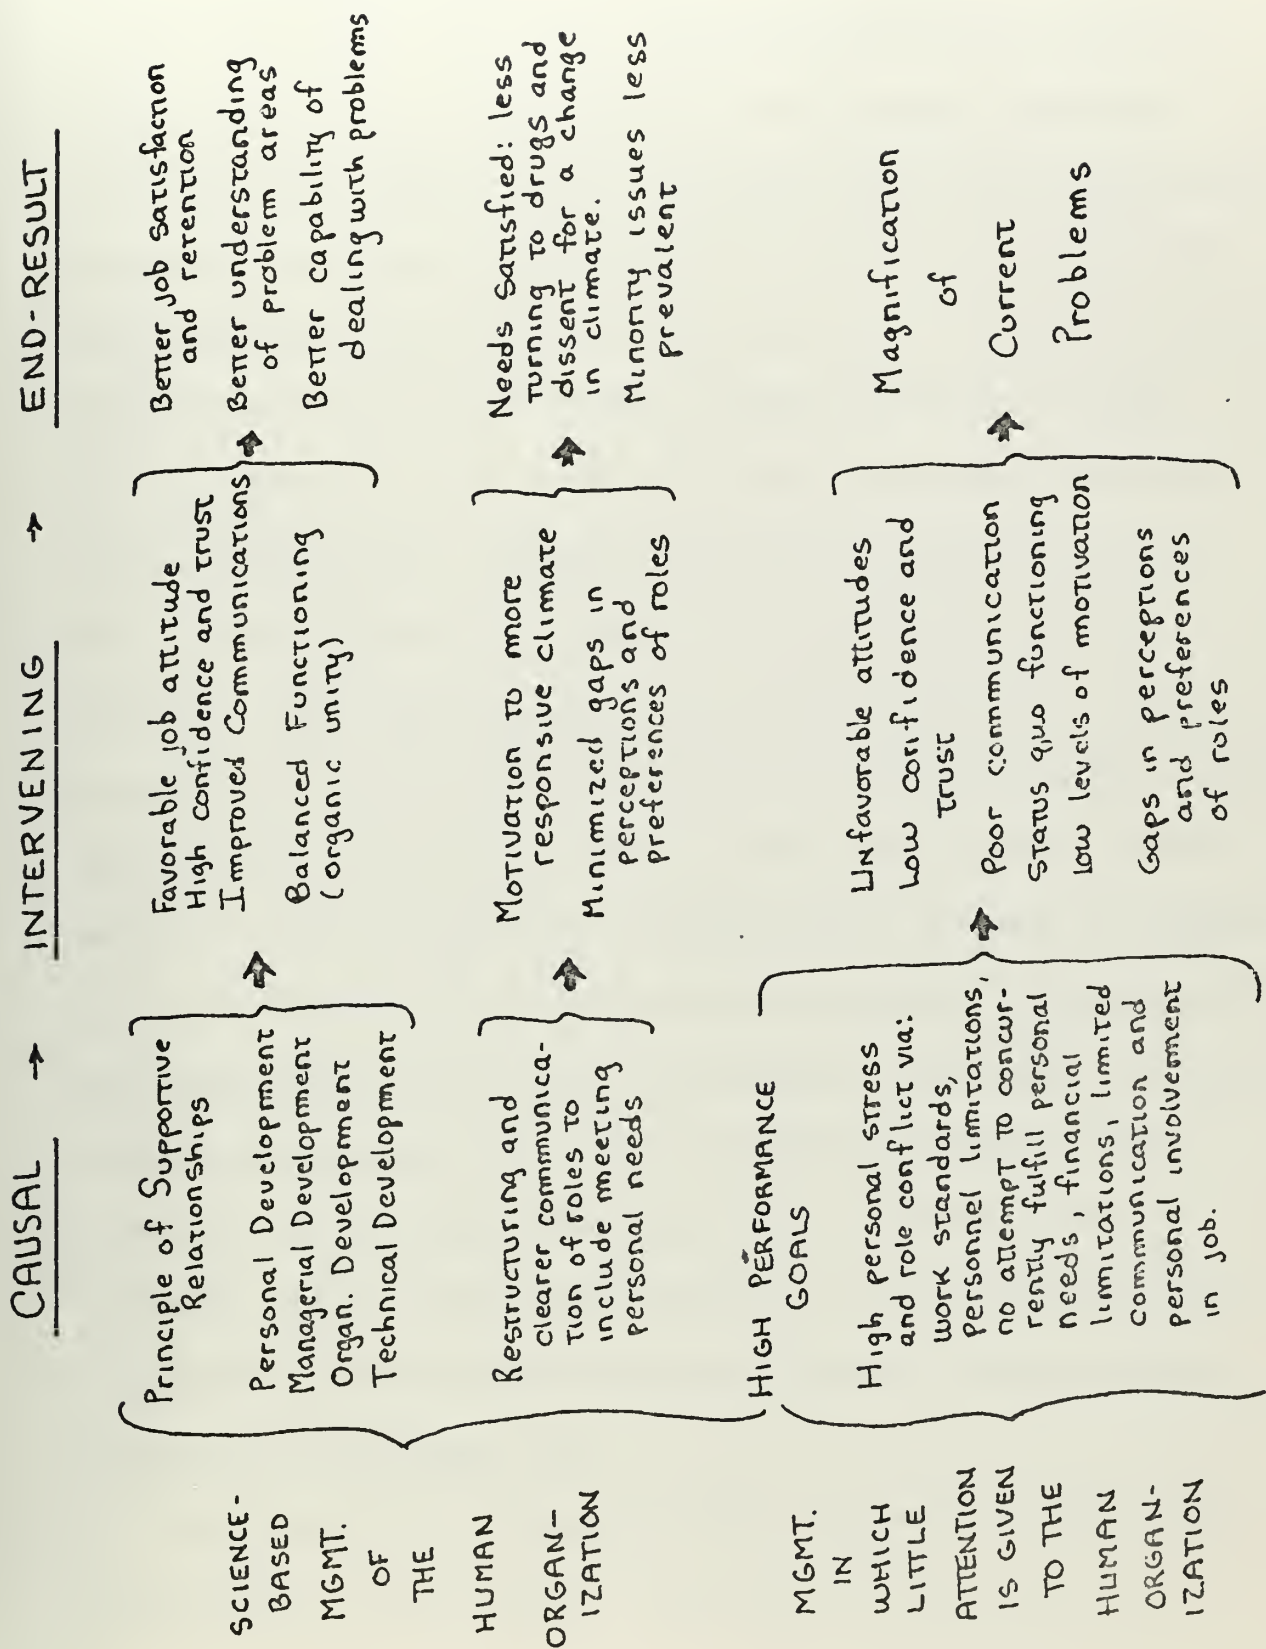 CAUSAL → INTERVENING → END-RESULT
SCIENCE-
BASED
MGMT.
OF
THE
HUMAN
ORGAN-
IZATION
Principle of Supportive
Relationships
Personal Development
Managerial Development
Organ. Development
Technical Development
Favorable job attitude
High confidence and trust
Improved Communications
Balanced Functioning
(organic unity)
Better job satisfaction
and retention
Better understanding
of problem areas
Better capability of
dealing with problems
Restructuring and
clearer communica-
tion of roles to
include meeting
personal needs
Motivation to more
responsive climate
Minimized gaps in
perceptions and
preferences of roles
Needs satisfied: less
turning to drugs and
dissent for a change
in climate.
Minority issues less
prevalent
HIGH PERFORMANCE
GOALS
MGMT.
IN
WHICH
LITTLE
ATTENTION
IS GIVEN
TO THE
HUMAN
ORGAN-
IZATION
High personal stress
and role conflict via:
work standards,
personnel limitations,
no attempt to concur-
rently fulfill personal
needs, financial
limitations, limited
communication and
personal involvement
in job.
Unfavorable attitudes
Low confidence and
trust
Poor communication
Status quo functioning
Low levels of motivation
Gaps in perceptions
and preferences
of roles
Magnification
of
Current
Problems